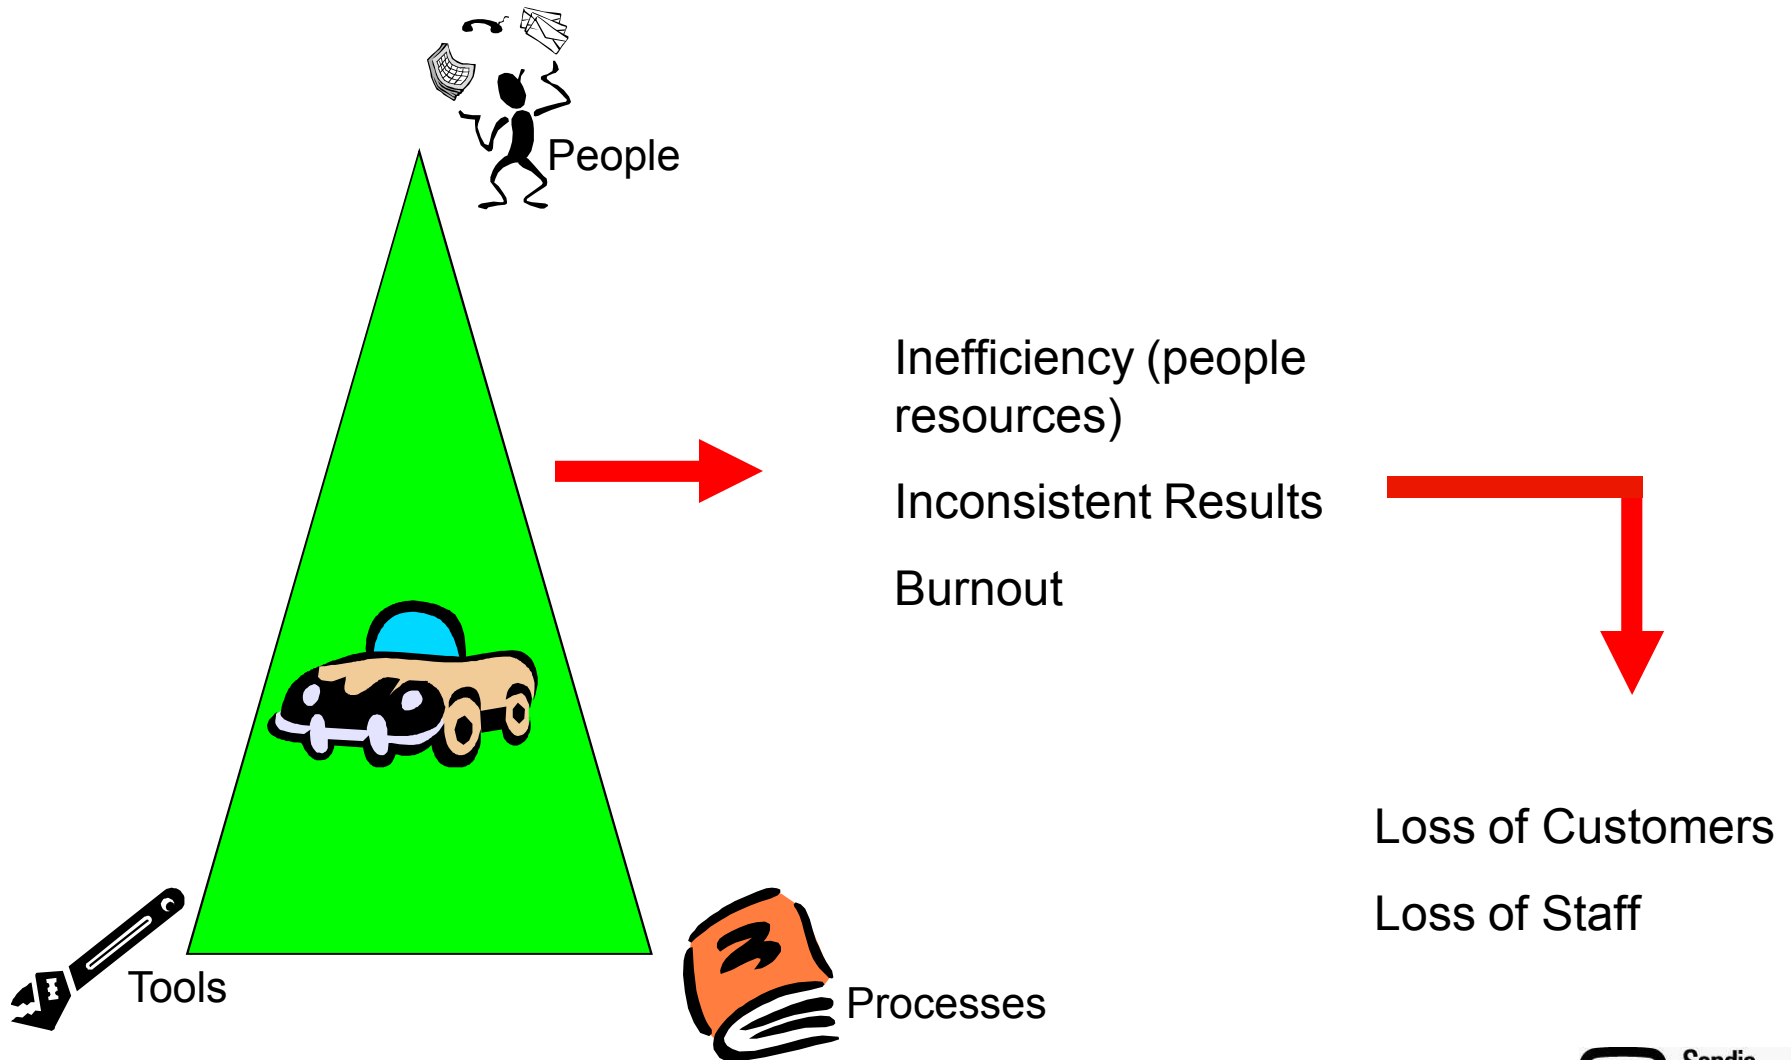 People
Inefficiency (people
resources)
Inconsistent Results
Burnout
Loss of Customers
Loss of Staff
Tools
Processes